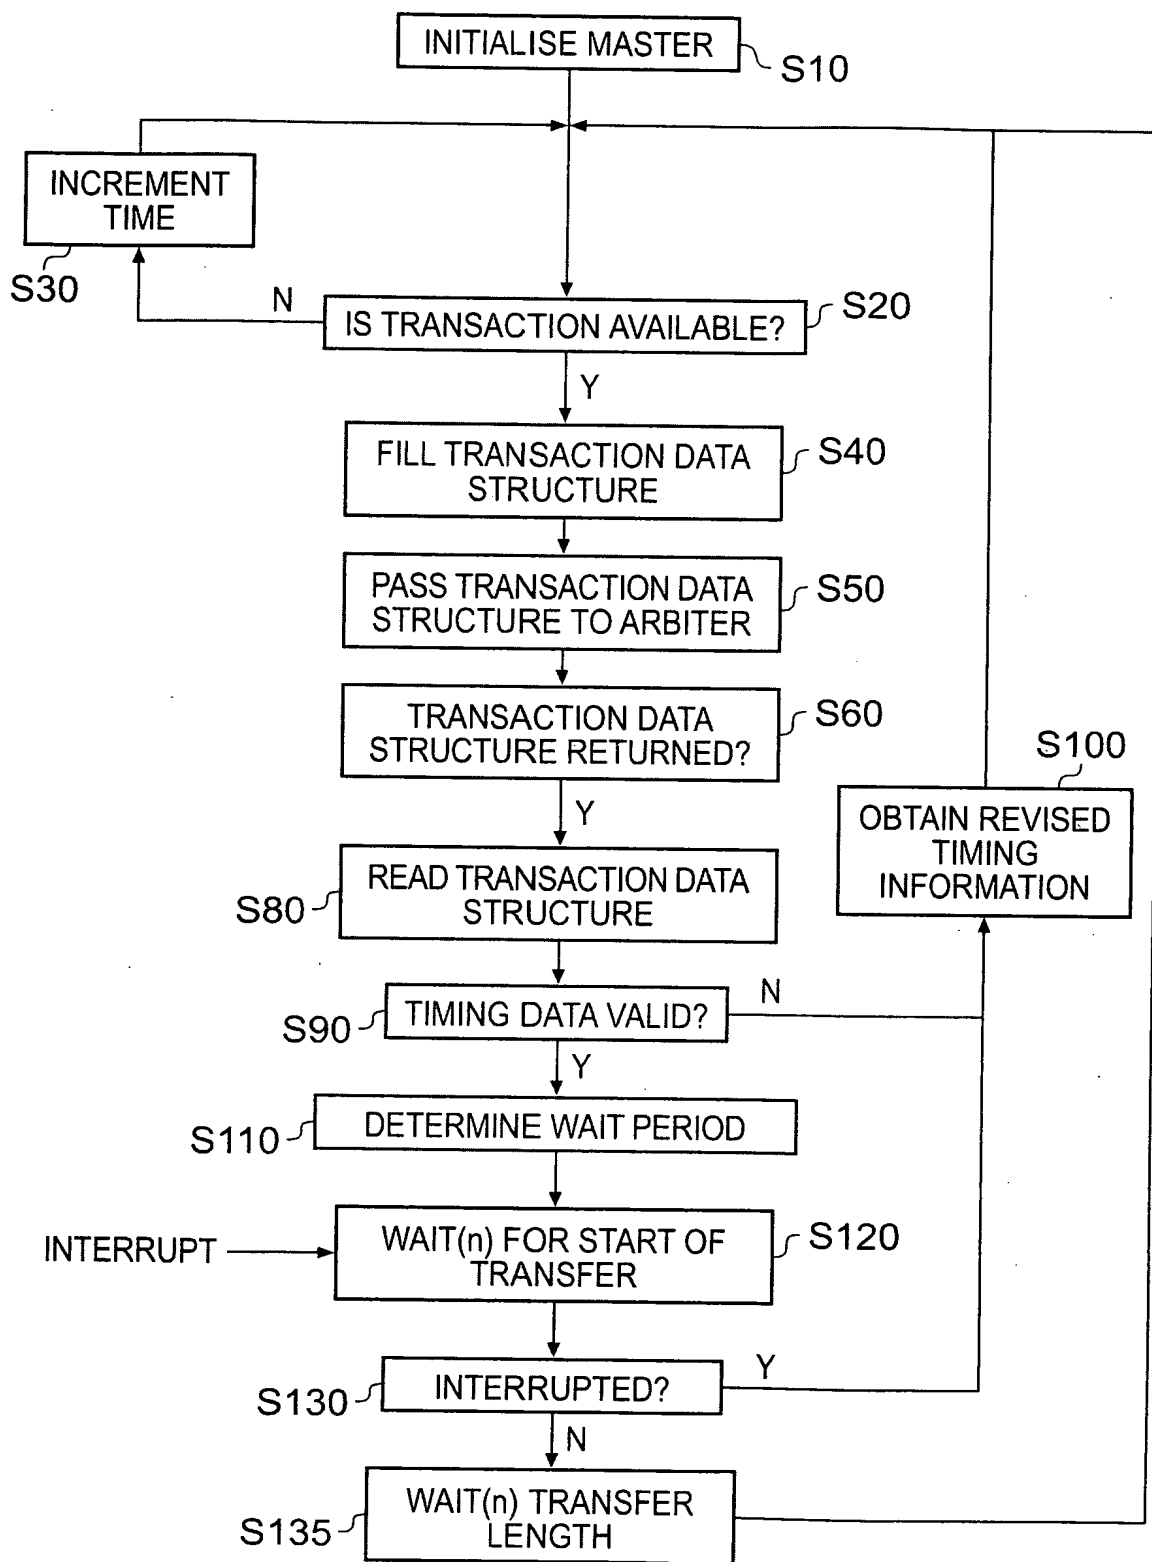 INITIALISE MASTER
S10
INCREMENT
TIME
S30
N
IS TRANSACTION AVAILABLE?
S20
Y
FILL TRANSACTION DATA
STRUCTURE
S40
PASS TRANSACTION DATA
STRUCTURE TO ARBITER
S50
TRANSACTION DATA
STRUCTURE RETURNED?
S60
Y
S100
OBTAIN REVISED
TIMING
INFORMATION
READ TRANSACTION DATA
STRUCTURE
S80
TIMING DATA VALID?
S90
N
Y
DETERMINE WAIT PERIOD
S110
INTERRUPT
WAIT(n) FOR START OF
TRANSFER
S120
INTERRUPTED?
S130
Y
N
WAIT(n) TRANSFER
LENGTH
S135